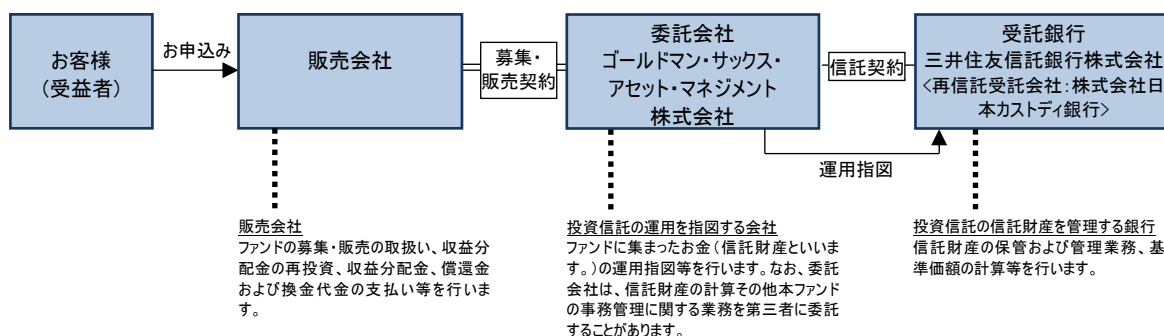 お客様
（受益者）
お申込み
販売会社
募集・
販売契約
委託会社
ゴールドマン・サックス・
アセット・マネジメント
株式会社
信託契約
受託銀行
三井住友信託銀行株式会社
<再信託受託会社：株式会社日
本カストディ銀行>
運用指図
販売会社
ファンドの募集・販売の取扱い、収益分
配金の再投資、収益分配金、償還金
および換金代金の支払い等を行いま
す。
投資信託の運用を指図する会社
ファンドに集まったお金（信託財産といいま
す。）の運用指図等を行います。なお、委託
会社は、信託財産の計算その他本ファンド
の事務管理に関する業務を第三者に委託
することがあります。
投資信託の信託財産を管理する銀行
信託財産の保管および管理業務、基
準価額の計算等を行います。